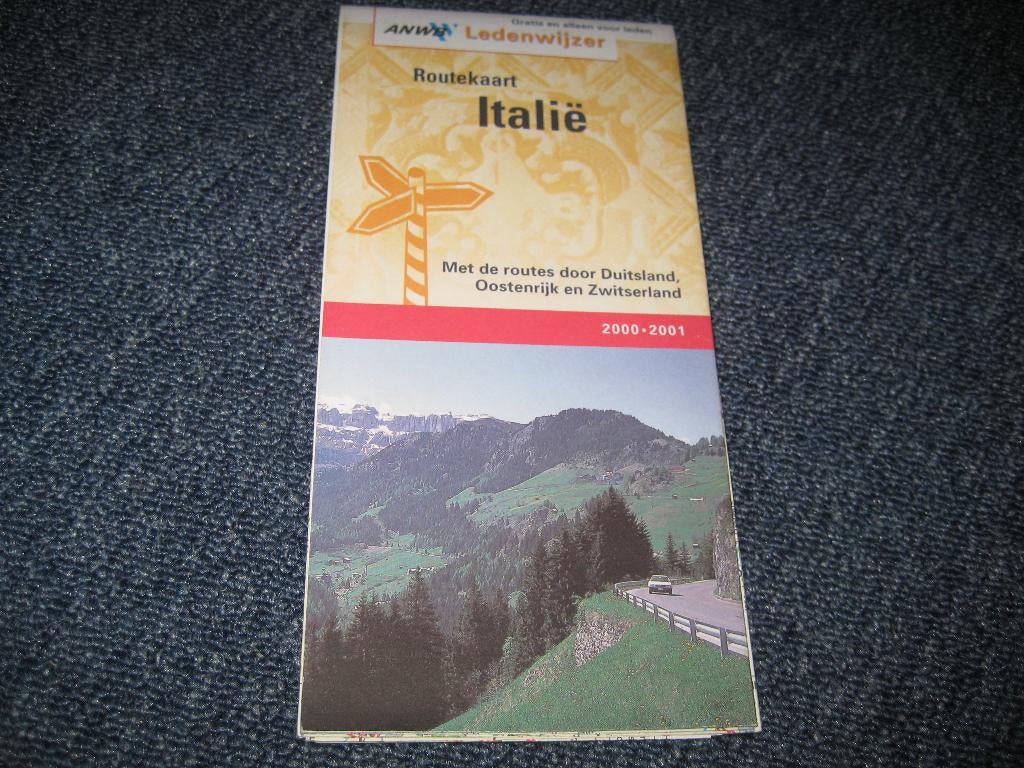 Gratis en alleen voor leden
ANWB Ledenwijzer
Routekaart
Italië
Met de routes door Duitsland,
Oostenrijk en Zwitserland
2000•2001